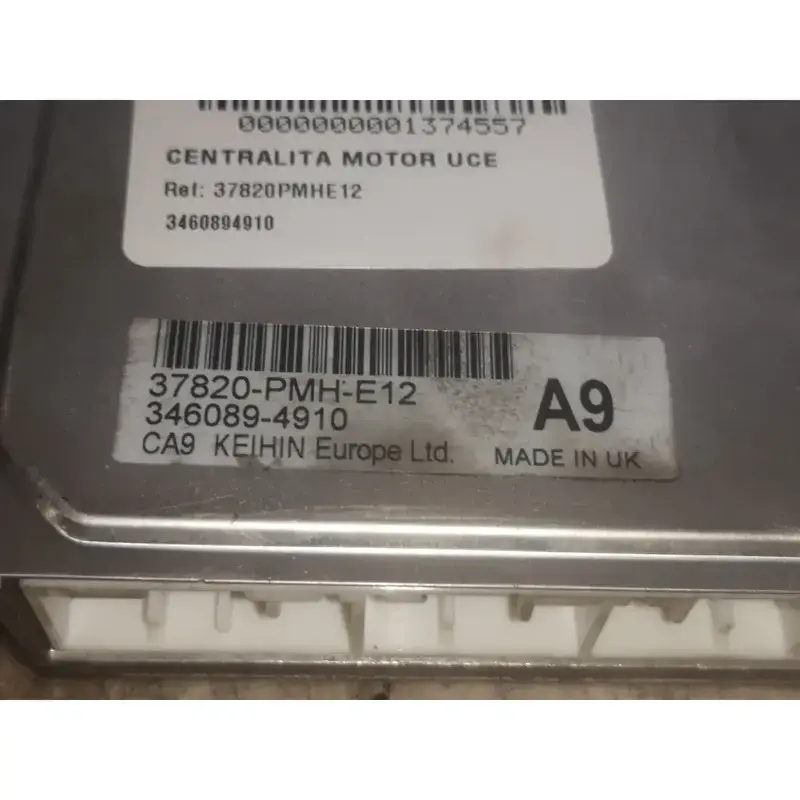 0000000001374557
CENTRALITA MOTOR UCE
Ref: 37820PMHE12
3460894910
37820-PMH-E12
346089-4910
A9
CA9 KEIHIN Europe Ltd. MADE IN UK